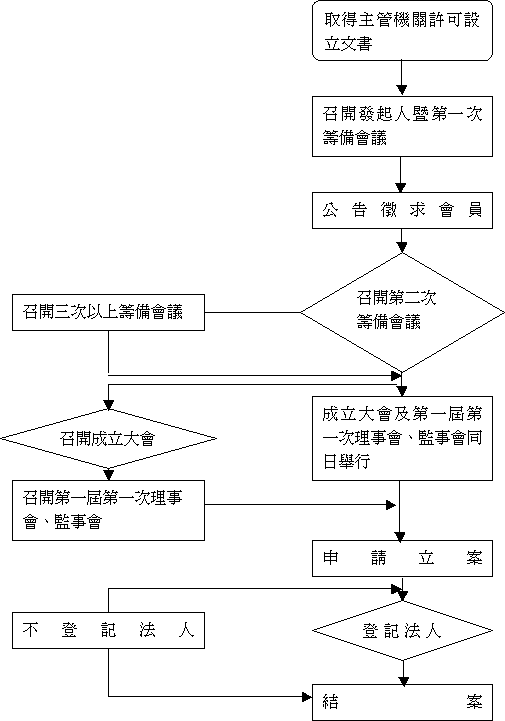 取得主管機關許可設
立文書
召開發起人暨第一次
籌備會議
公告徵求會員
召開第二次
籌備會議
召開三次以上籌備會議
成立大會及第一屆第
一次理事會、監事會同
日舉行
召開成立大會
召開第一屆第一次理事
會、監事會
申請立案
不登記法人
登記法人
結案